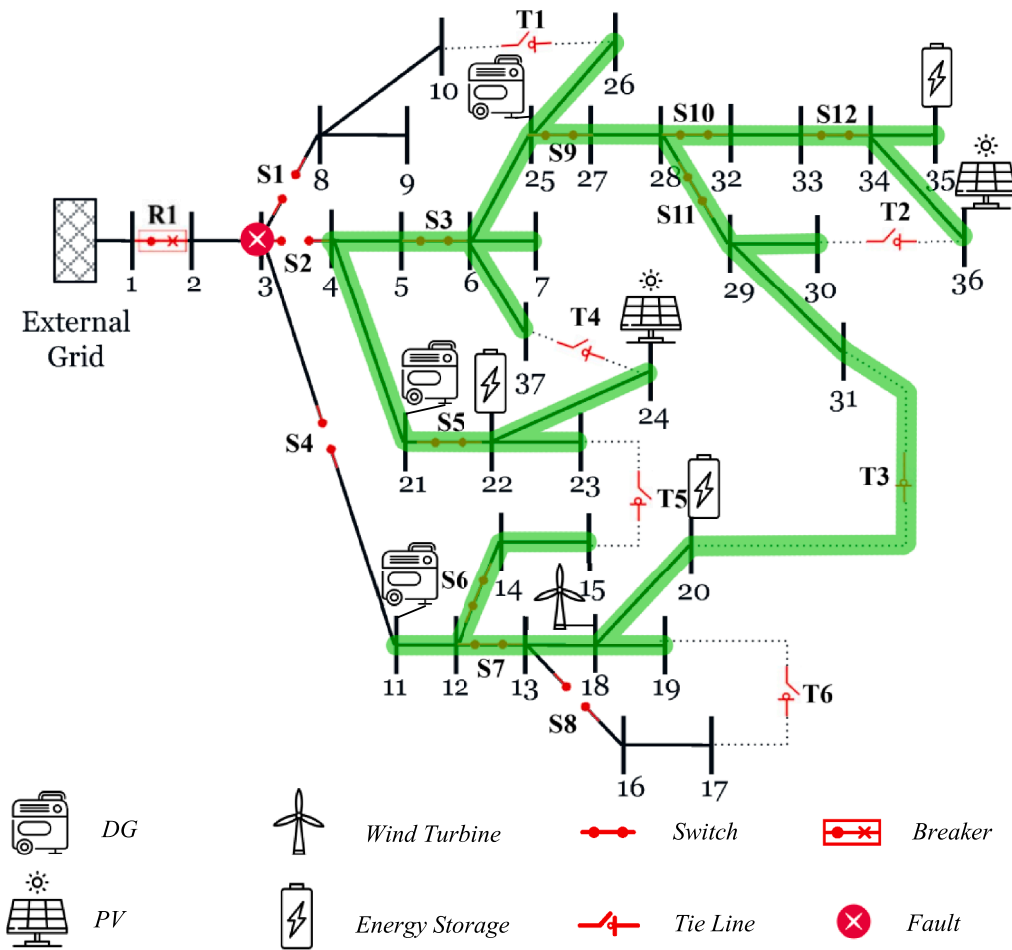 T1
10
26
S10
S12
S9
25
27
28
32
33
34
35
S1
8
9
S11
R1
S3
T2
S2
1
2
3
4
5
6
7
29
30
36
External
Grid
T4
37
24
31
S5
S4
21
22
23
T3
T5
S6
14
15
20
S7
11
12
13
18
19
T6
S8
16
17
DG
Wind Turbine
Switch
Breaker
PV
Energy Storage
Tie Line
Fault